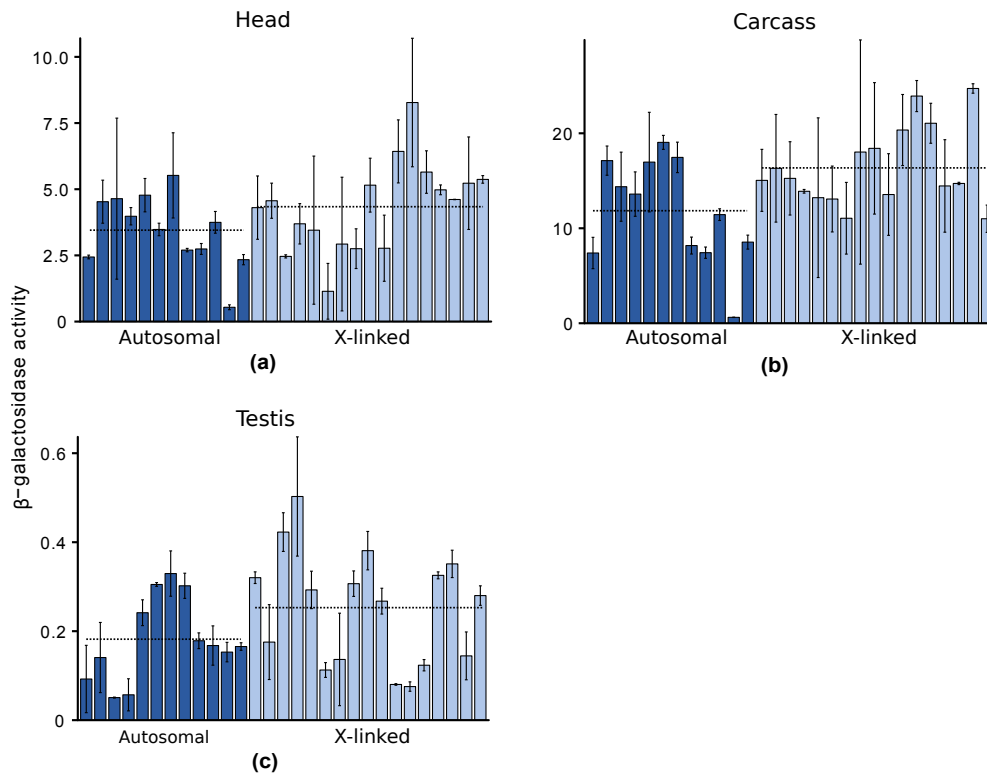 Head
10.0
7.5
5.0
2.5
0
Autosomal
X-linked
(a)
Carcass
20
10
0
Autosomal
X-linked
(b)
β-galactosidase activity
Testis
0.6
0.4
0.2
0
Autosomal
X-linked
(c)